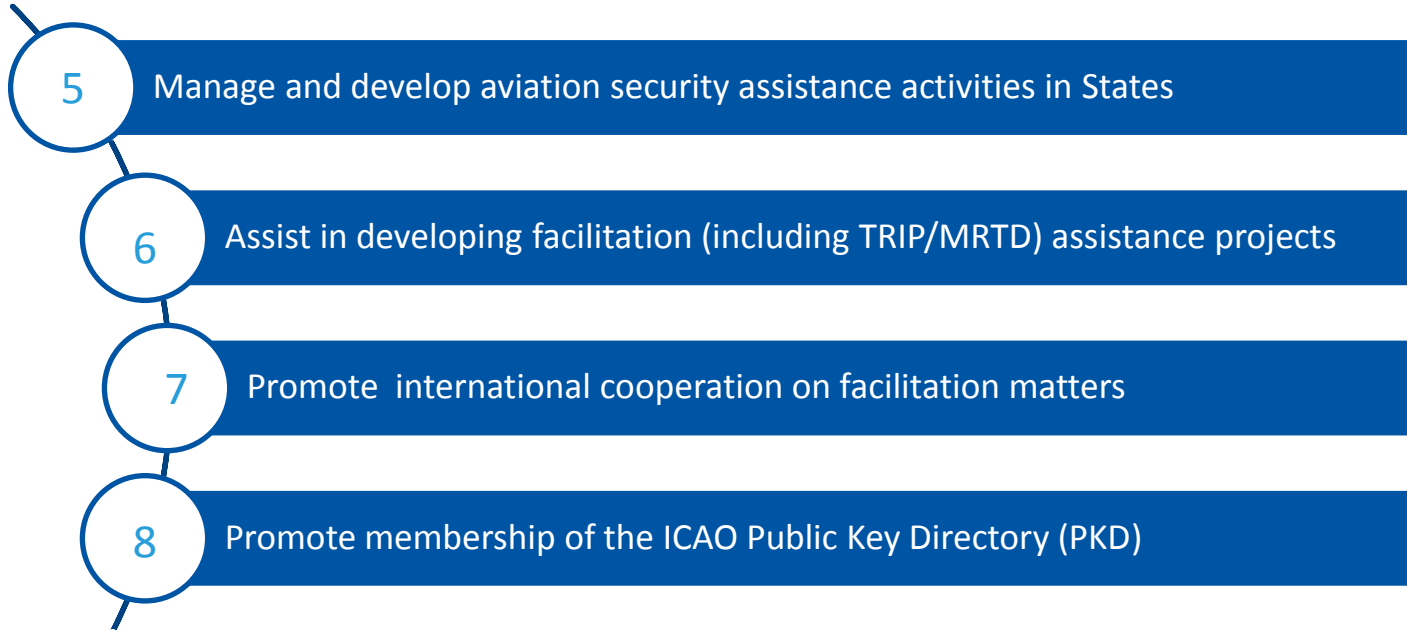 5
Manage and develop aviation security assistance activities in States
6
Assist in developing facilitation (including TRIP/MRTD) assistance projects
7
Promote  international cooperation on facilitation matters
8
Promote membership of the ICAO Public Key Directory (PKD)